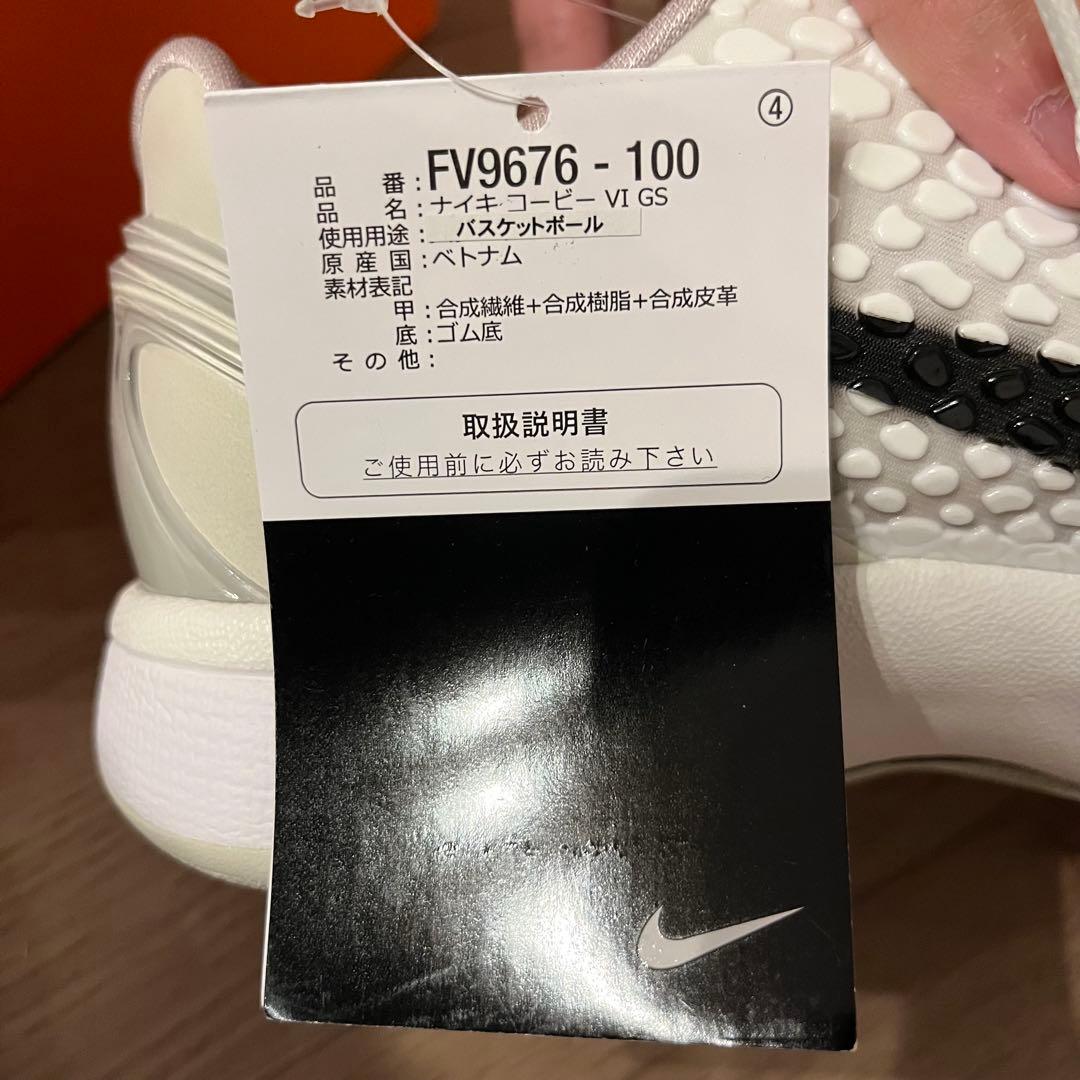 ④
品番:FV9676 - 100
品名:ナイキ コービー VI GS
使用用途:バスケットボール
原産国:ベトナム
素材表記
甲:合成繊維+合成樹脂+合成皮革
底:ゴム底
その他:
取扱説明書
ご使用前に必ずお読み下さい